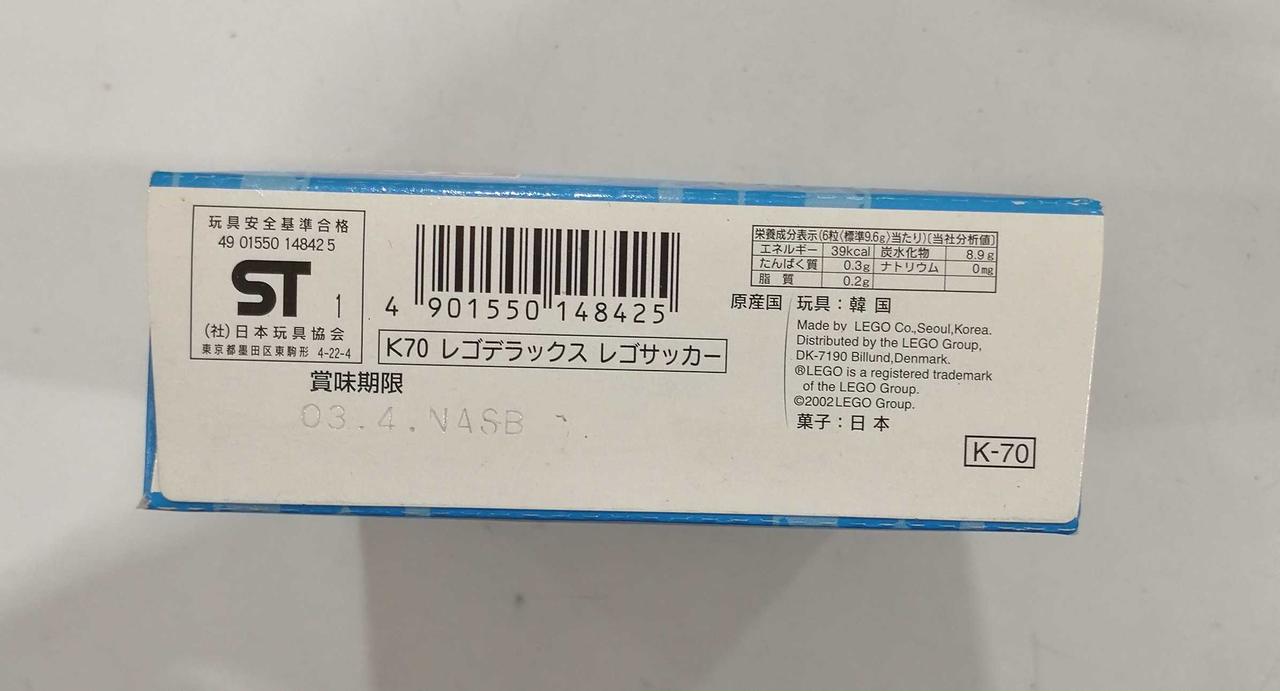 玩具安全基準合格
49 01550 14842 5
ST 1
(社)日本玩具協会
東京都墨田区東駒形 4-22-4
4 901550 148425
K70 レゴデラックス レゴサッカー
賞味期限
03.4.NASB
栄養成分表示(6粒(標準9.6g)当たり)〔当社分析値〕
エネルギー 39kcal 炭水化物 8.9g
たんぱく質 0.3g ナトリウム 0mg
脂 質 0.2g
原産国 玩具：韓 国
Made by LEGO Co.,Seoul,Korea.
Distributed by the LEGO Group,
DK-7190 Billund,Denmark.
®LEGO is a registered trademark
of the LEGO Group.
©2002 LEGO Group.
菓子：日 本
K-70